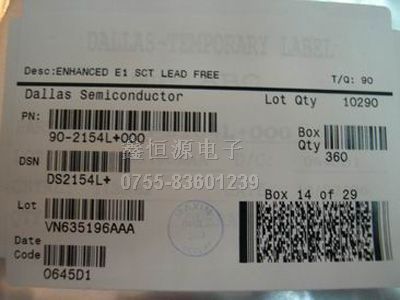 DALLAS-TEMPORARY LABEL
Desc:ENHANCED E1 SCT LEAD FREE
T/Q: 90
Dallas Semiconductor
Lot Qty 10290
PN:
90-2154L+000
Box Qty
360
鑫恒源电子
DSN
DS2154L+
0755-83601239
Lot
VN635196AAA
Box 14 of 29
Date Code
0645D1